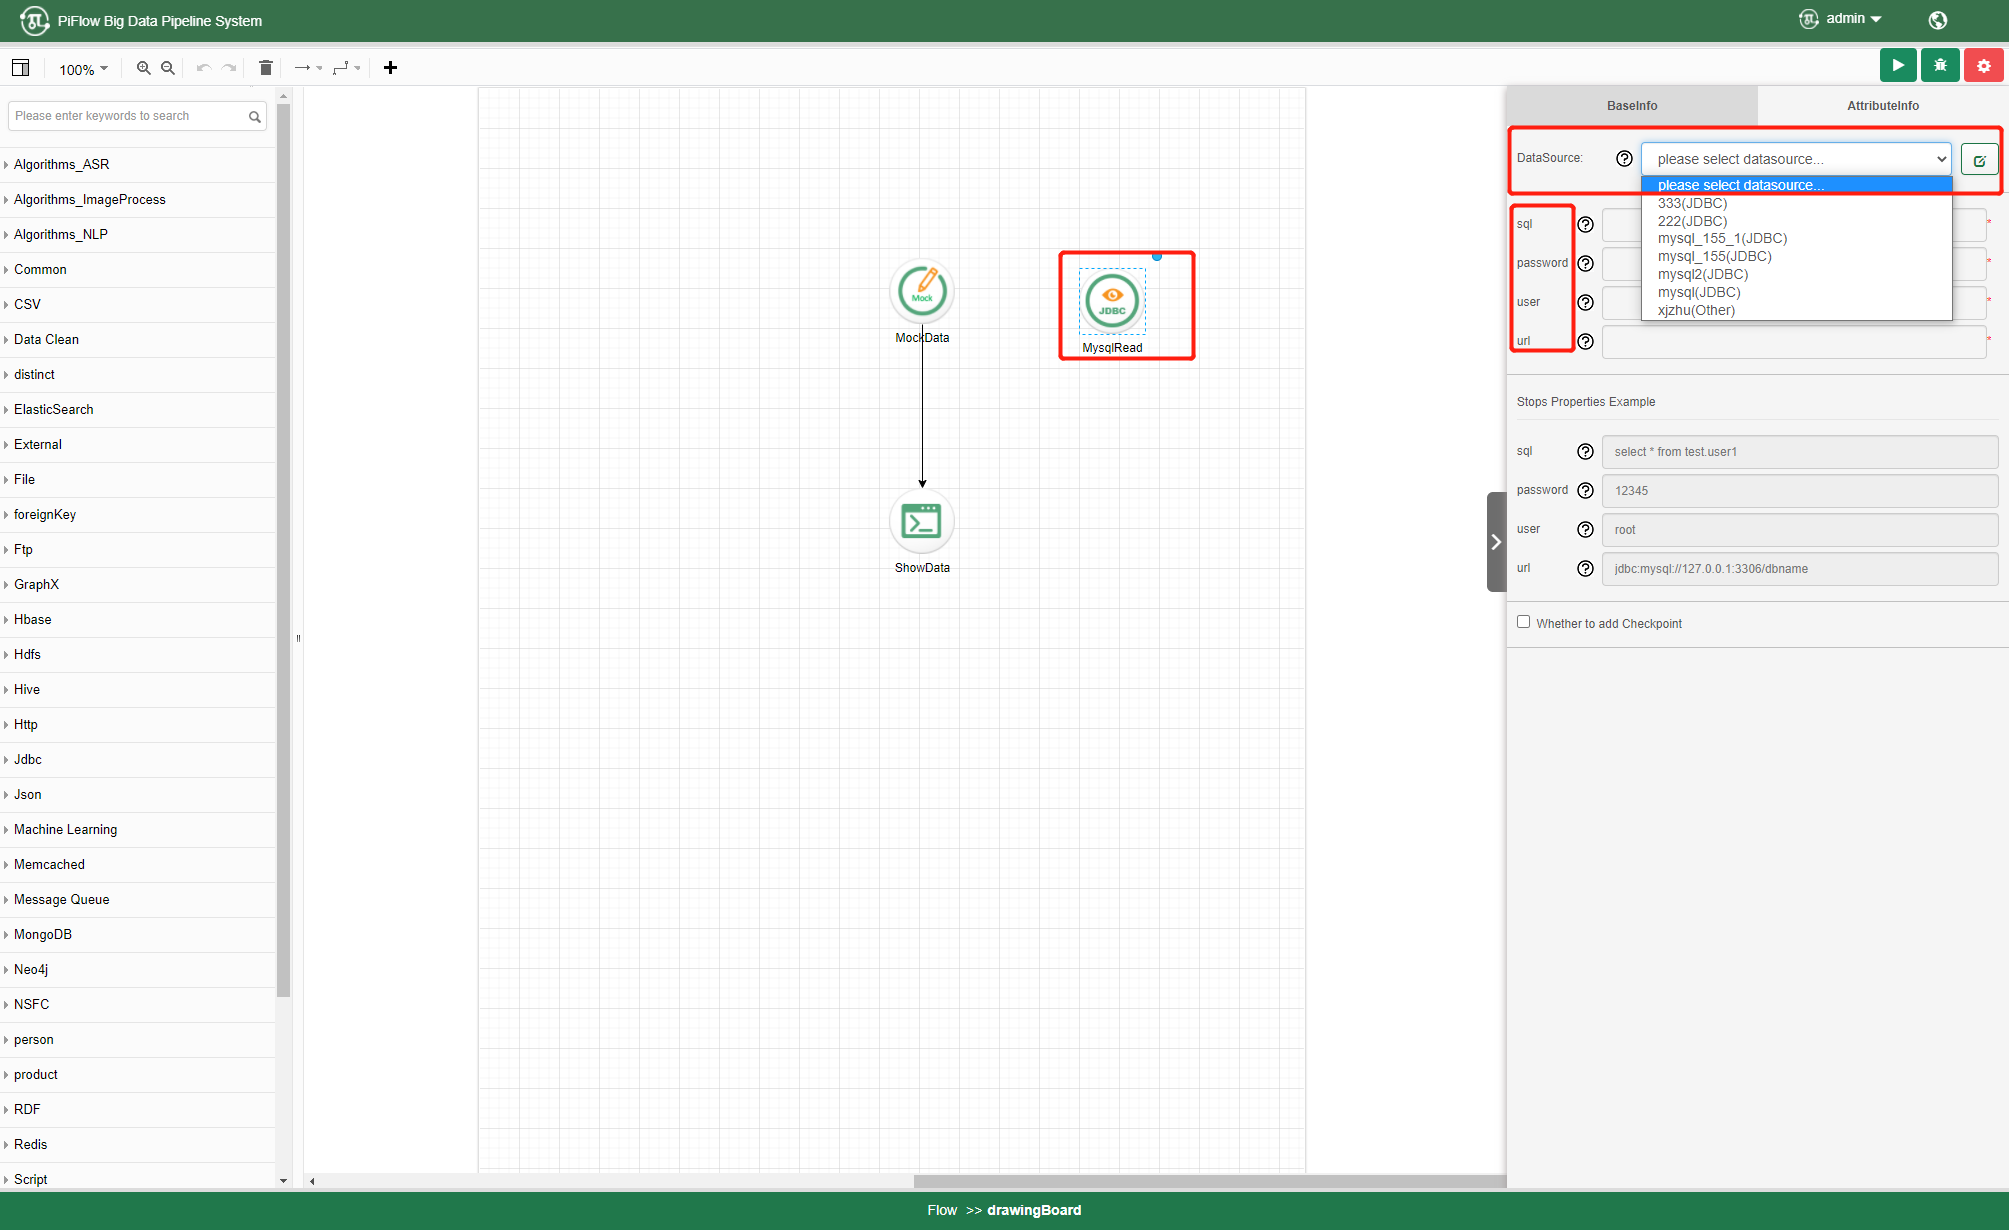 PiFlow Big Data Pipeline System
admin
100%
Please enter keywords to search
Algorithms_ASR
Algorithms_ImageProcess
Algorithms_NLP
Common
CSV
Data Clean
distinct
ElasticSearch
External
File
foreignKey
Ftp
GraphX
Hbase
Hdfs
Hive
Http
Jdbc
Json
Machine Learning
Memcached
Message Queue
MongoDB
Neo4j
NSFC
person
product
RDF
Redis
Script
Mock
MockData
JDBC
MysqlRead
ShowData
BaseInfo
AttributeInfo
DataSource:
please select datasource...
please select datasource...
333(JDBC)
222(JDBC)
mysql_155_1(JDBC)
mysql_155(JDBC)
mysql2(JDBC)
mysql(JDBC)
xjzhu(Other)
sql
*
password
*
user
*
url
*
Stops Properties Example
sql
select * from test.user1
password
12345
user
root
url
jdbc:mysql://127.0.0.1:3306/dbname
Whether to add Checkpoint
Flow >> drawingBoard